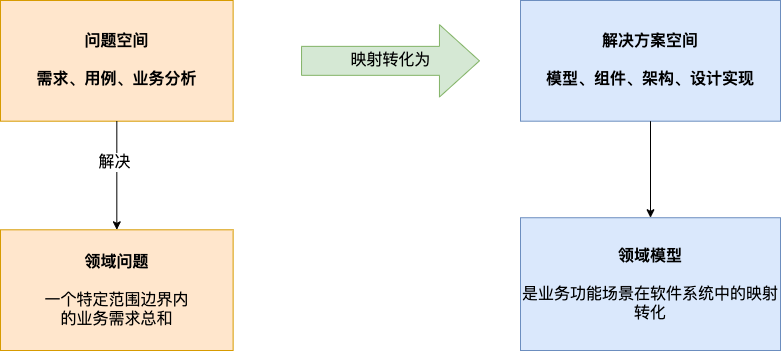 问题空间
需求、用例、业务分析
映射转化为
解决方案空间
模型、组件、架构、设计实现
解决
领域问题
一个特定范围边界内
的业务需求总和
领域模型
是业务功能场景在软件系统中的映射
转化